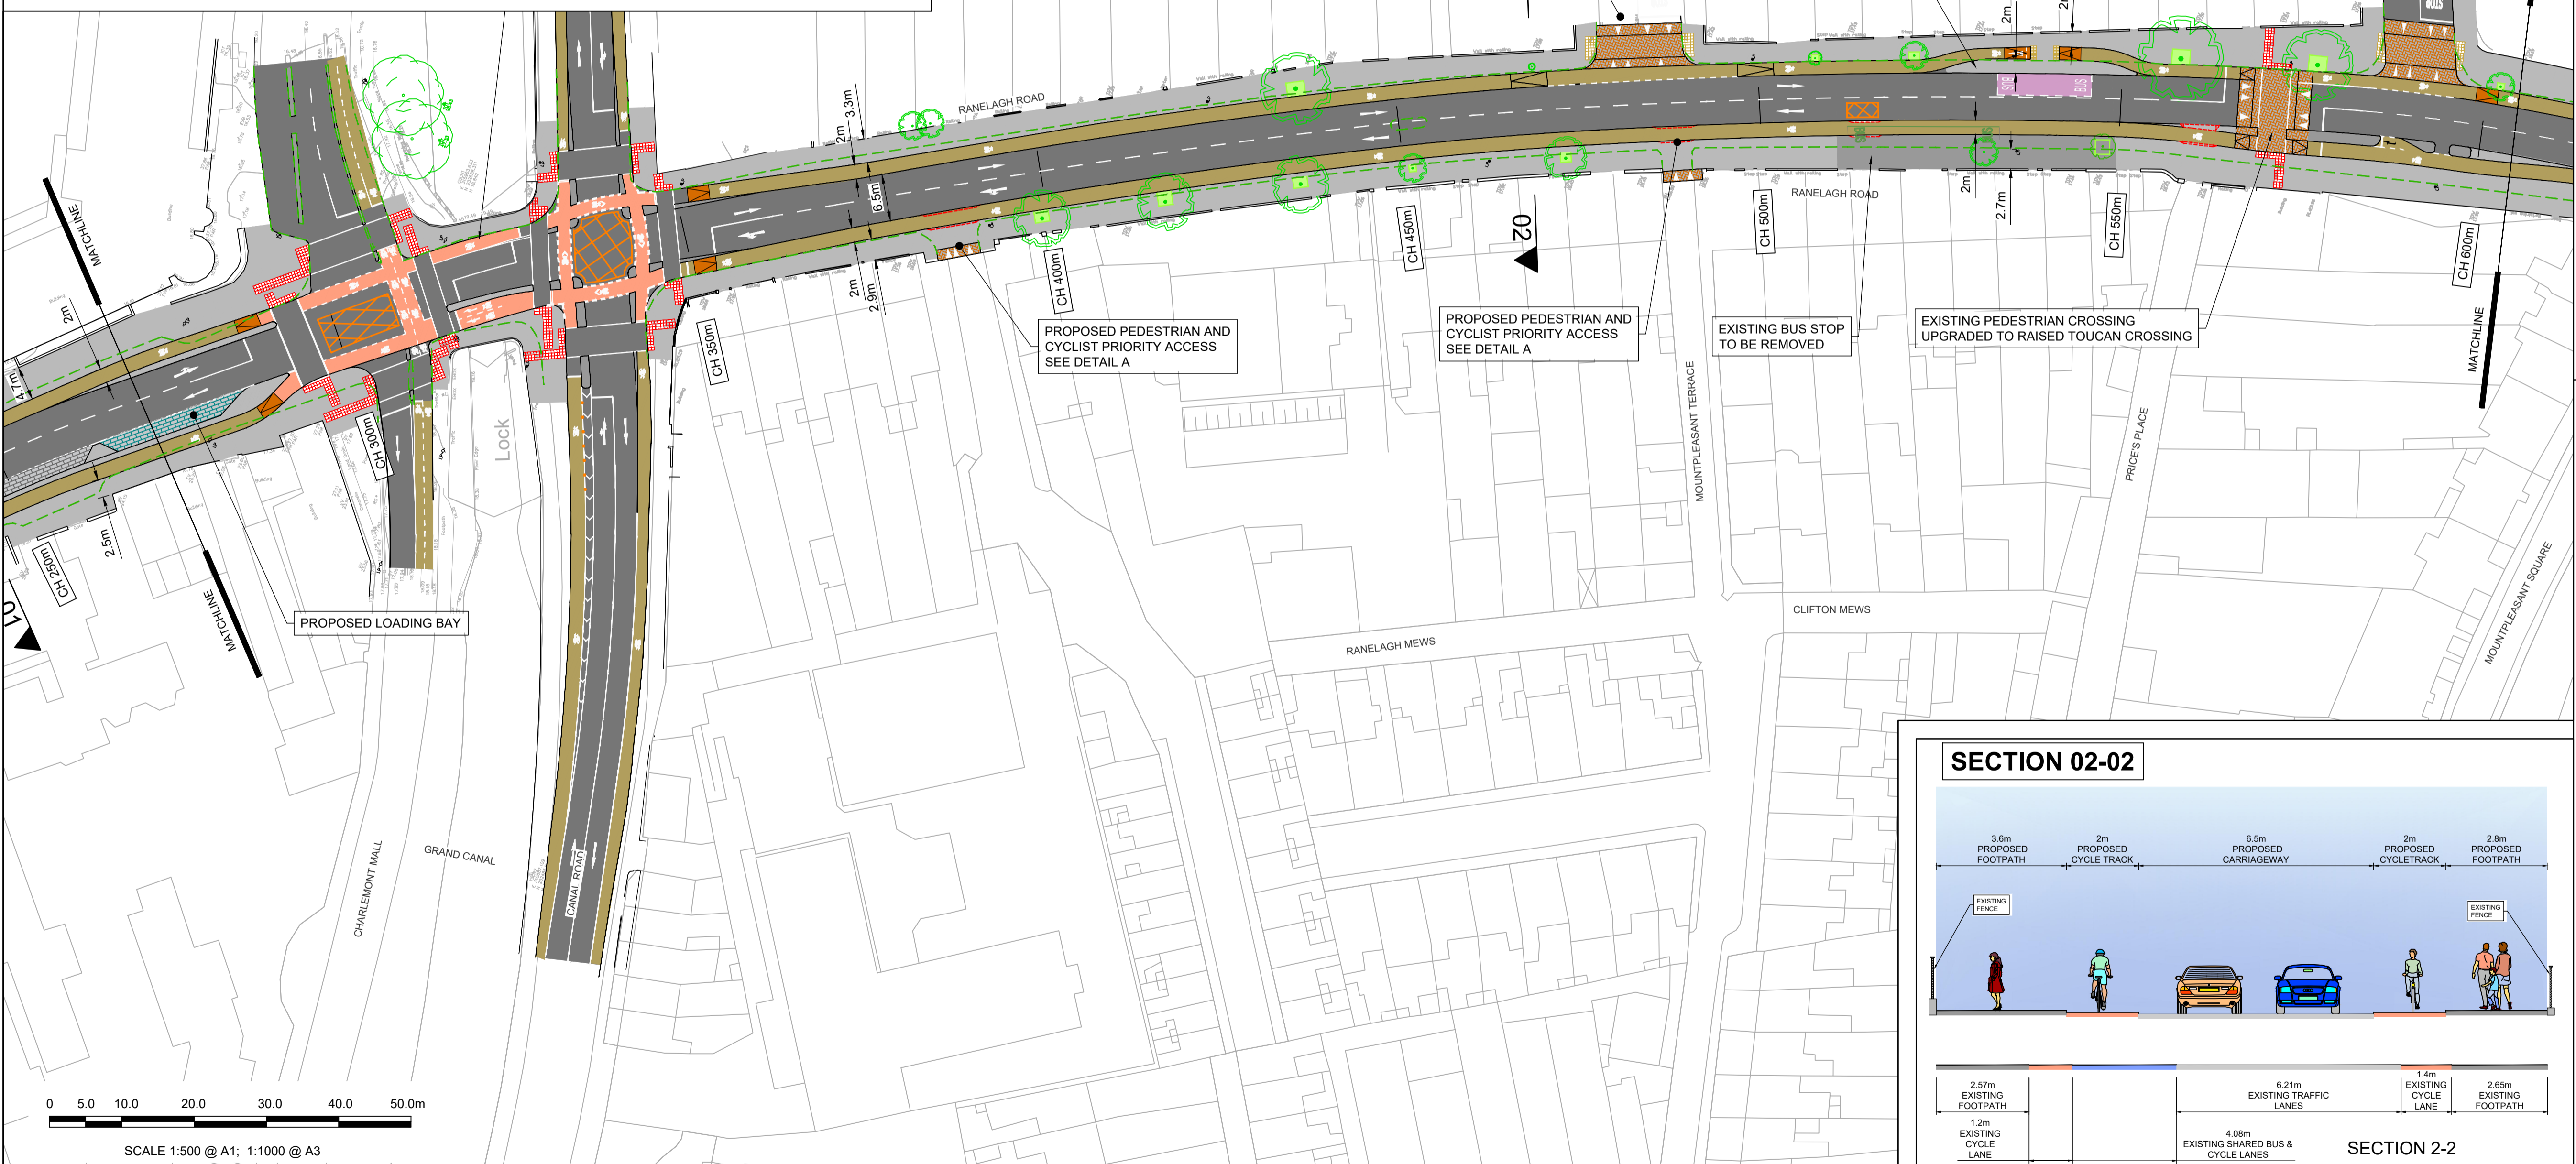 RANELAGH ROAD
3.3m
2m
6.5m
2m
2.9m
MATCHLINE
2m
4.7m
2.5m
CH 250m
01
MATCHLINE
PROPOSED LOADING BAY
CH 300m
Lock
CH 350m
PROPOSED PEDESTRIAN AND
CYCLIST PRIORITY ACCESS
SEE DETAIL A
CH 400m
CH 450m
02
PROPOSED PEDESTRIAN AND
CYCLIST PRIORITY ACCESS
SEE DETAIL A
CH 500m
EXISTING BUS STOP
TO BE REMOVED
RANELAGH ROAD
BUS
BUS
STOP
2m
2m
2.7m
CH 550m
EXISTING PEDESTRIAN CROSSING
UPGRADED TO RAISED TOUCAN CROSSING
CH 600m
MATCHLINE
MOUNTPLEASANT TERRACE
PRICE'S PLACE
MOUNTPLEASANT SQUARE
CLIFTON MEWS
RANELAGH MEWS
CHARLEMONT MALL
GRAND CANAL
CANAL ROAD
0 5.0 10.0 20.0 30.0 40.0 50.0m
SCALE 1:500 @ A1; 1:1000 @ A3
SECTION 02-02
3.6m
PROPOSED
FOOTPATH
2m
PROPOSED
CYCLE TRACK
6.5m
PROPOSED
CARRIAGEWAY
2m
PROPOSED
CYCLETRACK
2.8m
PROPOSED
FOOTPATH
EXISTING
FENCE
EXISTING
FENCE
2.57m
EXISTING
FOOTPATH
1.2m
EXISTING
CYCLE
LANE
4.08m
EXISTING SHARED BUS &
CYCLE LANES
6.21m
EXISTING TRAFFIC
LANES
1.4m
EXISTING
CYCLE
LANE
2.65m
EXISTING
FOOTPATH
SECTION 2-2